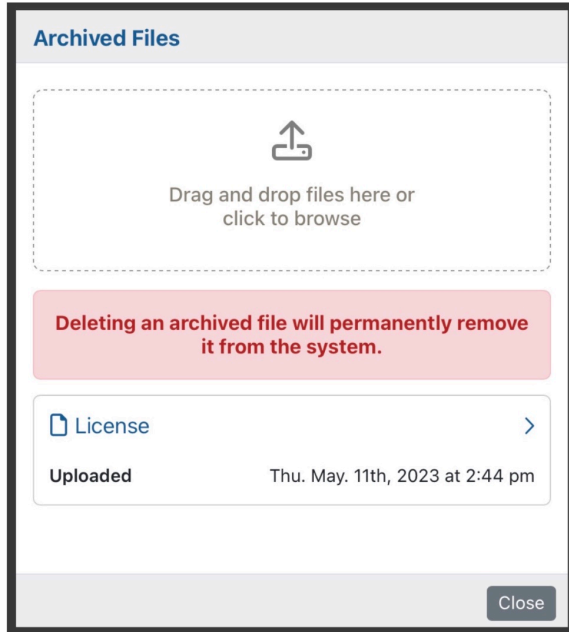 Archived Files
Drag and drop files here or
click to browse
Deleting an archived file will permanently remove
it from the system.
License
Uploaded Thu. May. 11th, 2023 at 2:44 pm
Close